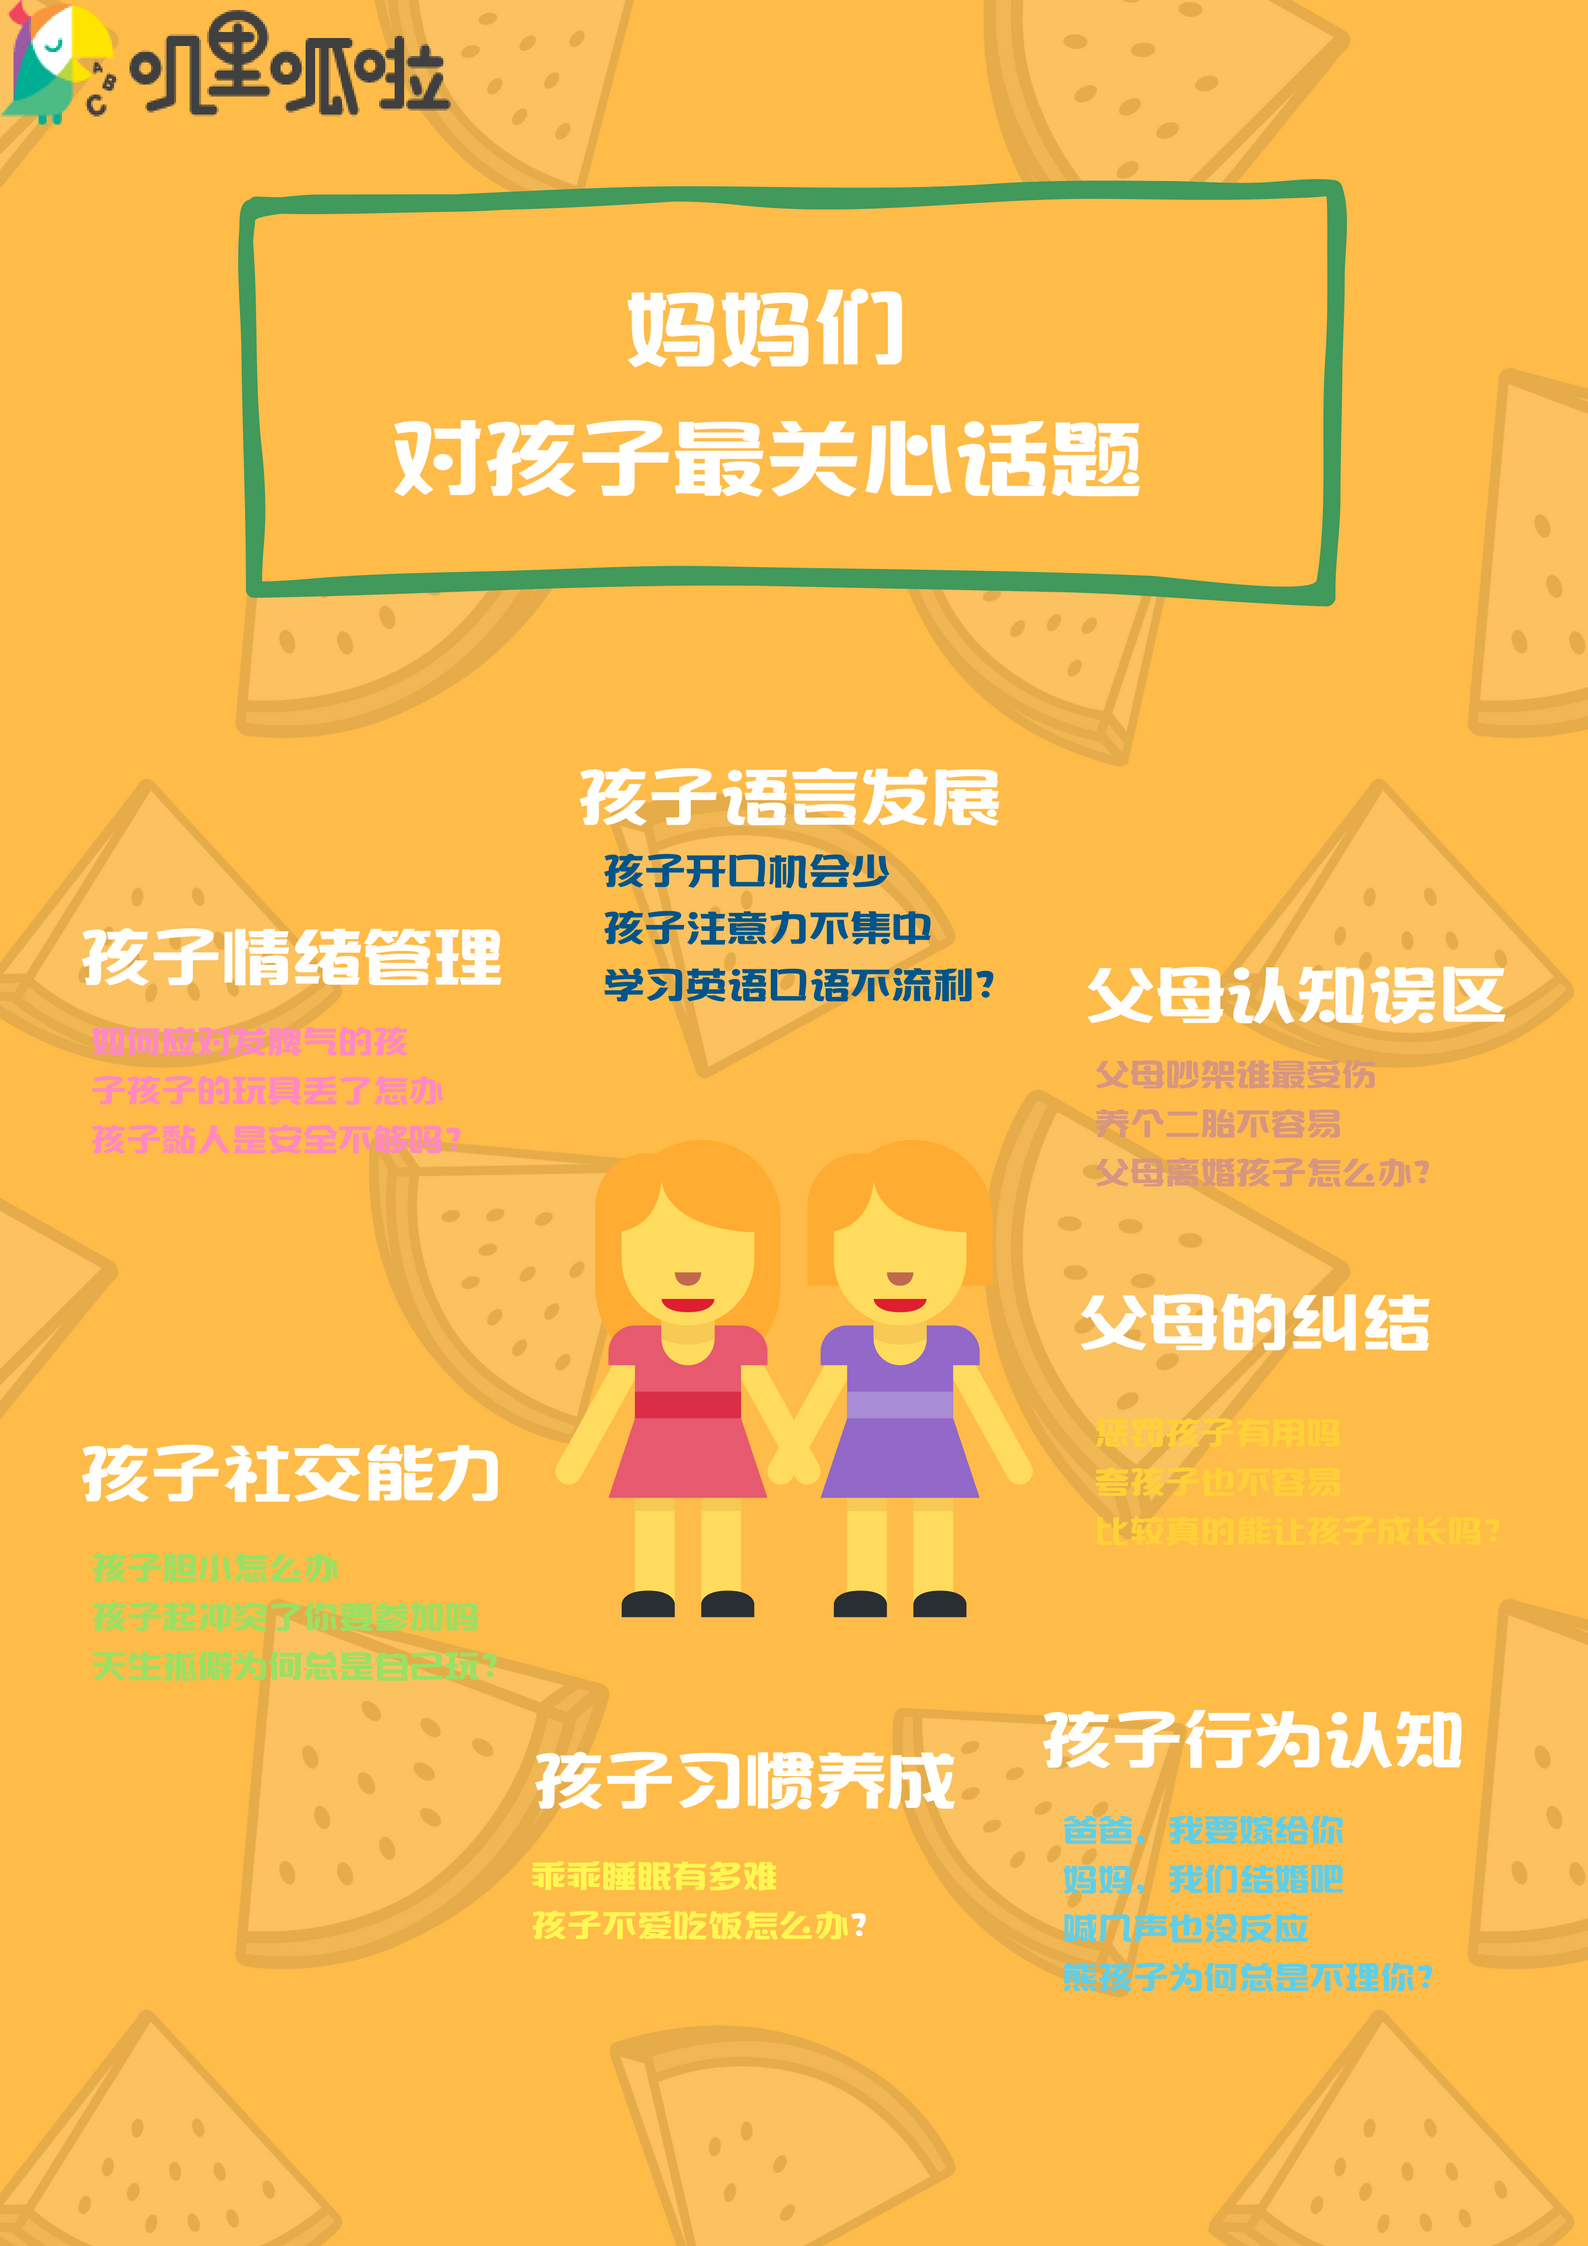 叽里呱啦
ABC
妈妈们
对孩子最关心话题
孩子语言发展
孩子开口机会少
孩子注意力不集中
学习英语口语不流利?
孩子情绪管理
如何应对发脾气的孩
子孩子的玩具丢了怎办
孩子黏人是安全不够吗?
父母认知误区
父母吵架谁最受伤
养个二胎不容易
父母离婚孩子怎么办?
父母的纠结
惩罚孩子有用吗
夸孩子也不容易
比较真的能让孩子成长吗?
孩子社交能力
孩子胆小怎么办
孩子起冲突了你要参加吗
天生孤僻为何总是自己玩?
孩子习惯养成
乖乖睡眠有多难
孩子不爱吃饭怎么办?
孩子行为认知
爸爸，我要嫁给你
妈妈，我们结婚吧
喊几声也没反应
熊孩子为何总是不理你?